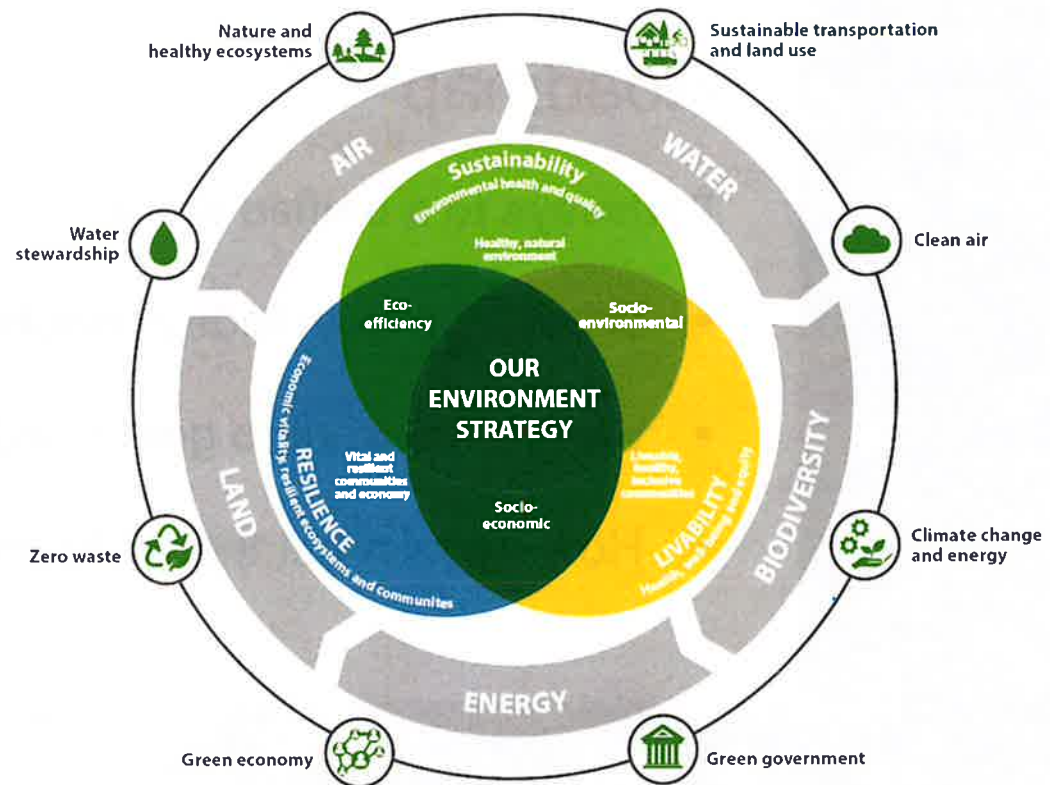 Nature and
healthy ecosystems
Sustainable transportation
and land use
AIR
WATER
Sustainability
Environmental health and quality
Healthy, natural
environment
Water
stewardship
Clean air
Eco-
efficiency
Socio-
environmental
OUR
ENVIRONMENT
STRATEGY
LAND
BIODIVERSITY
RESILIENCE
Economic vitality, resilient ecosystems and communites
Vital and
resilient
communities
and economy
Liveable,
healthy,
inclusive
communities
LIVABILITY
Health, well-being and equity
Socio-
economic
Zero waste
Climate change
and energy
ENERGY
Green economy
Green government